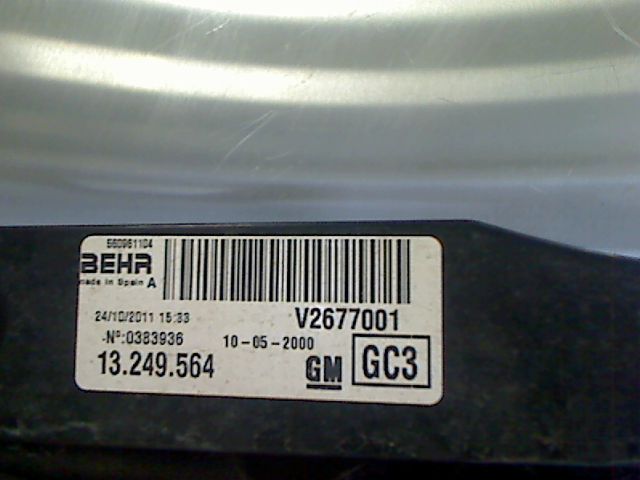 560961104
BEHR
made in Spain A
24/10/2011 15:33
V2677001
-Nº:0383936
10-05-2000
13.249.564
GM
GC3